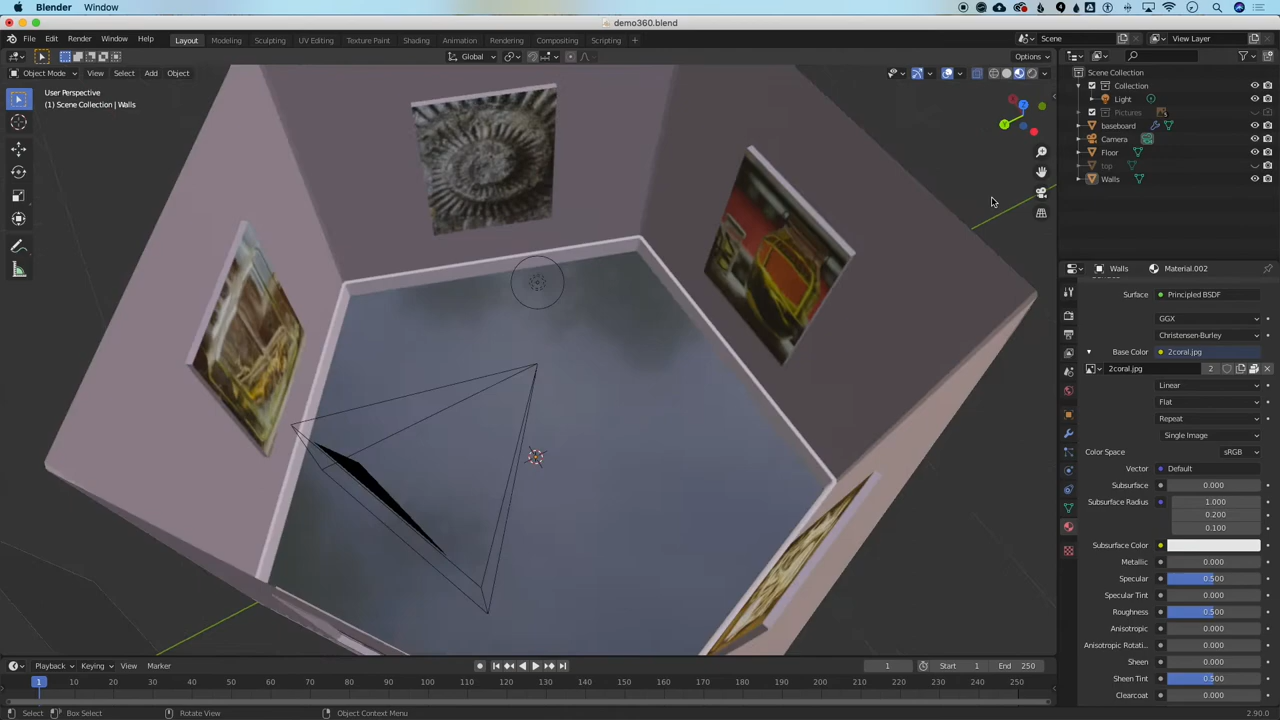 Blender Window
demo360.blend
File Edit Render Window Help Layout Modeling Sculpting UV Editing Texture Paint Shading Animation Rendering Compositing Scripting + Scene View Layer
Global Options
Object Mode View Select Add Object
User Perspective
(1) Scene Collection | Walls
Y
Scene Collection
Collection
Light
Pictures
baseboard
Camera
Floor
top
Walls
Walls Material.002
Surface: Principled BSDF
GGX
Christensen-Burley
Base Color 2coral.jpg
2coral.jpg 2
Linear
Flat
Repeat
Single Image
Color Space sRGB
Vector Default
Subsurface 0.000
Subsurface Radius 1.000
0.200
0.100
Subsurface Color
Metallic 0.000
Specular 0.500
Specular Tint 0.000
Roughness 0.500
Anisotropic 0.000
Anisotropic Rotati... 0.000
Sheen 0.000
Sheen Tint 0.500
Clearcoat 0.000
Playback Keying View Marker 1 Start 1 End 250
1 10 20 30 40 50 60 70 80 90 100 110 120 130 140 150 160 170 180 190 200 210 220 230 240 250
Select Box Select Rotate View Object Context Menu 2.90.0